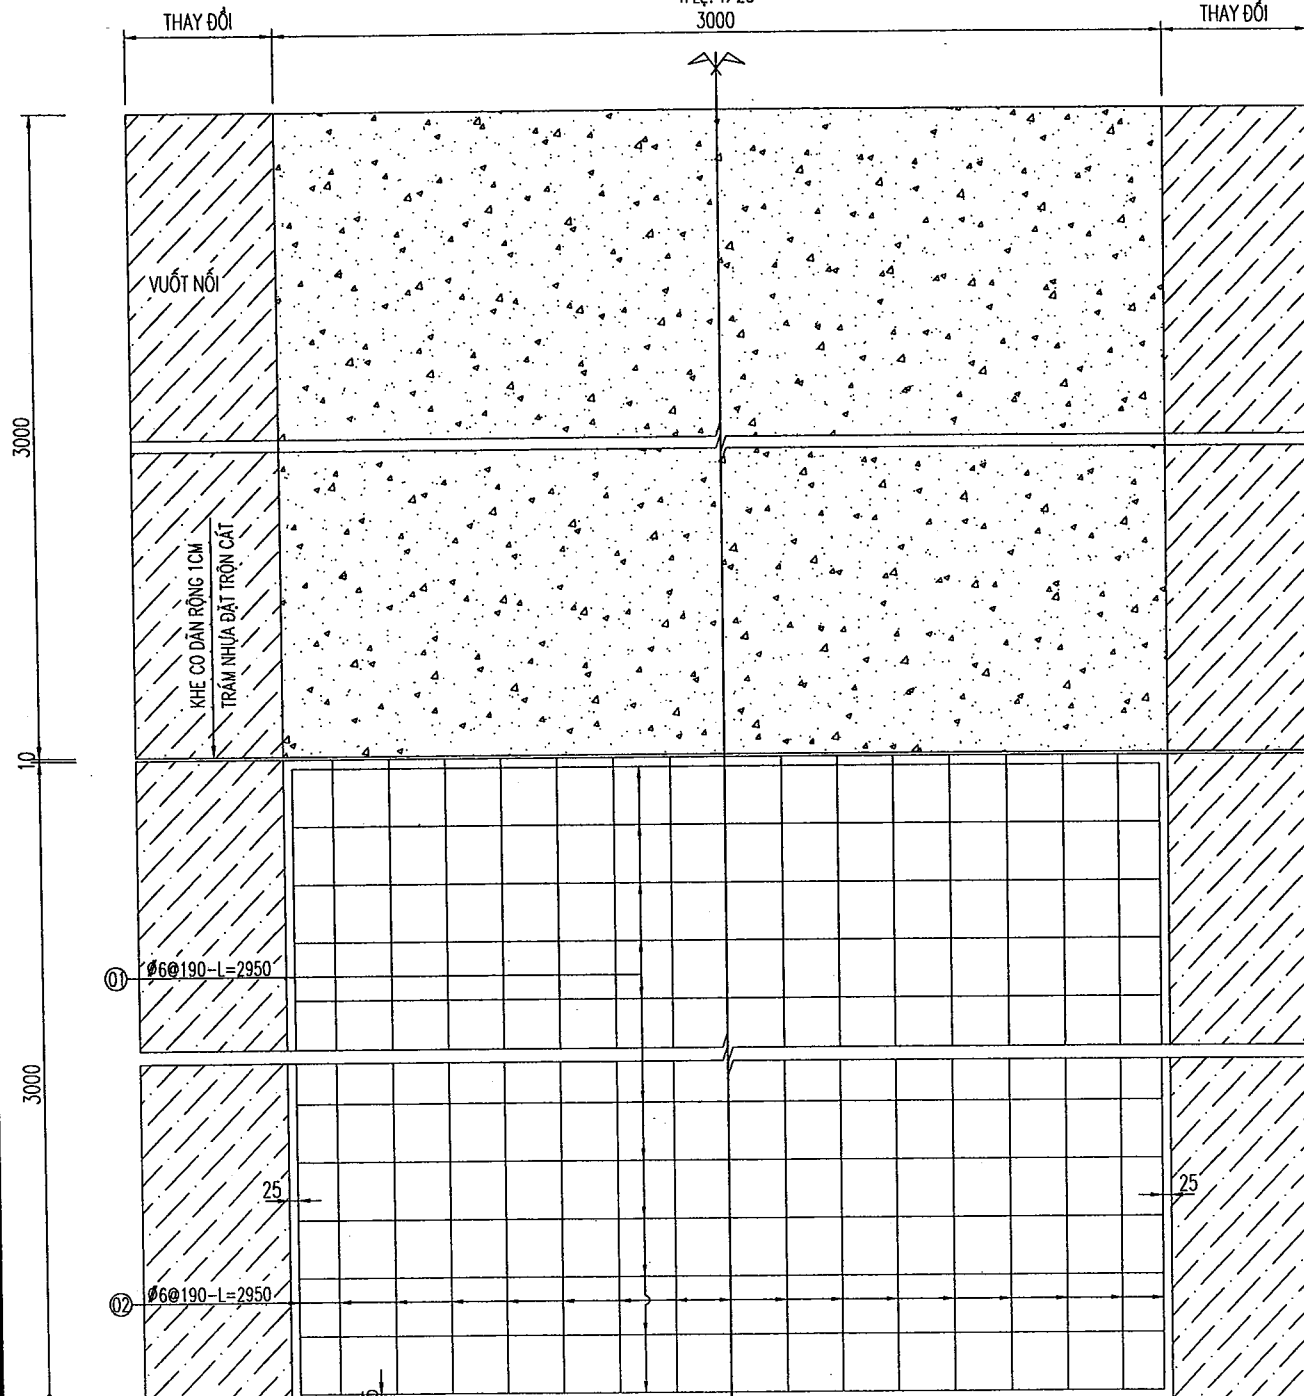 THAY ĐỔI
3000
THAY ĐỔI
VUỐT NỐI
3000
KHE CO DÃN RỘNG 1CM
TRÁM NHỰA ĐẶT TRỘN CÁT
10
01
Ø6@190-L=2950
3000
25
25
02
Ø6@190-L=2950